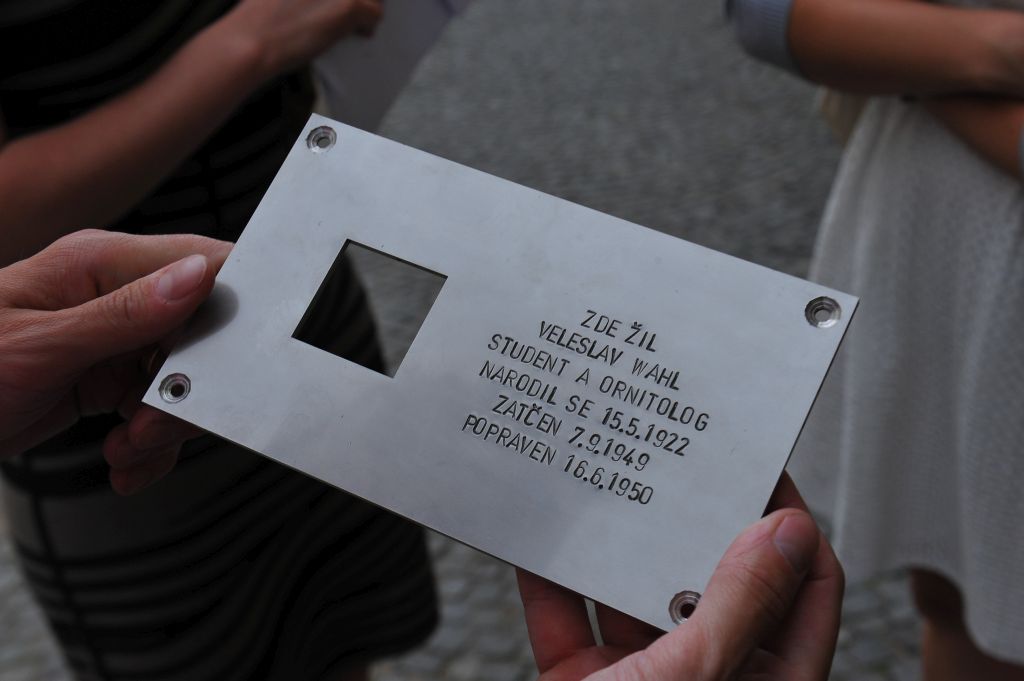 ZDE ŽIL
VELESLAV WAHL
STUDENT A ORNITOLOG
NARODIL SE 15.5.1922
ZATČEN 7.9.1949
POPRAVEN 16.6.1950